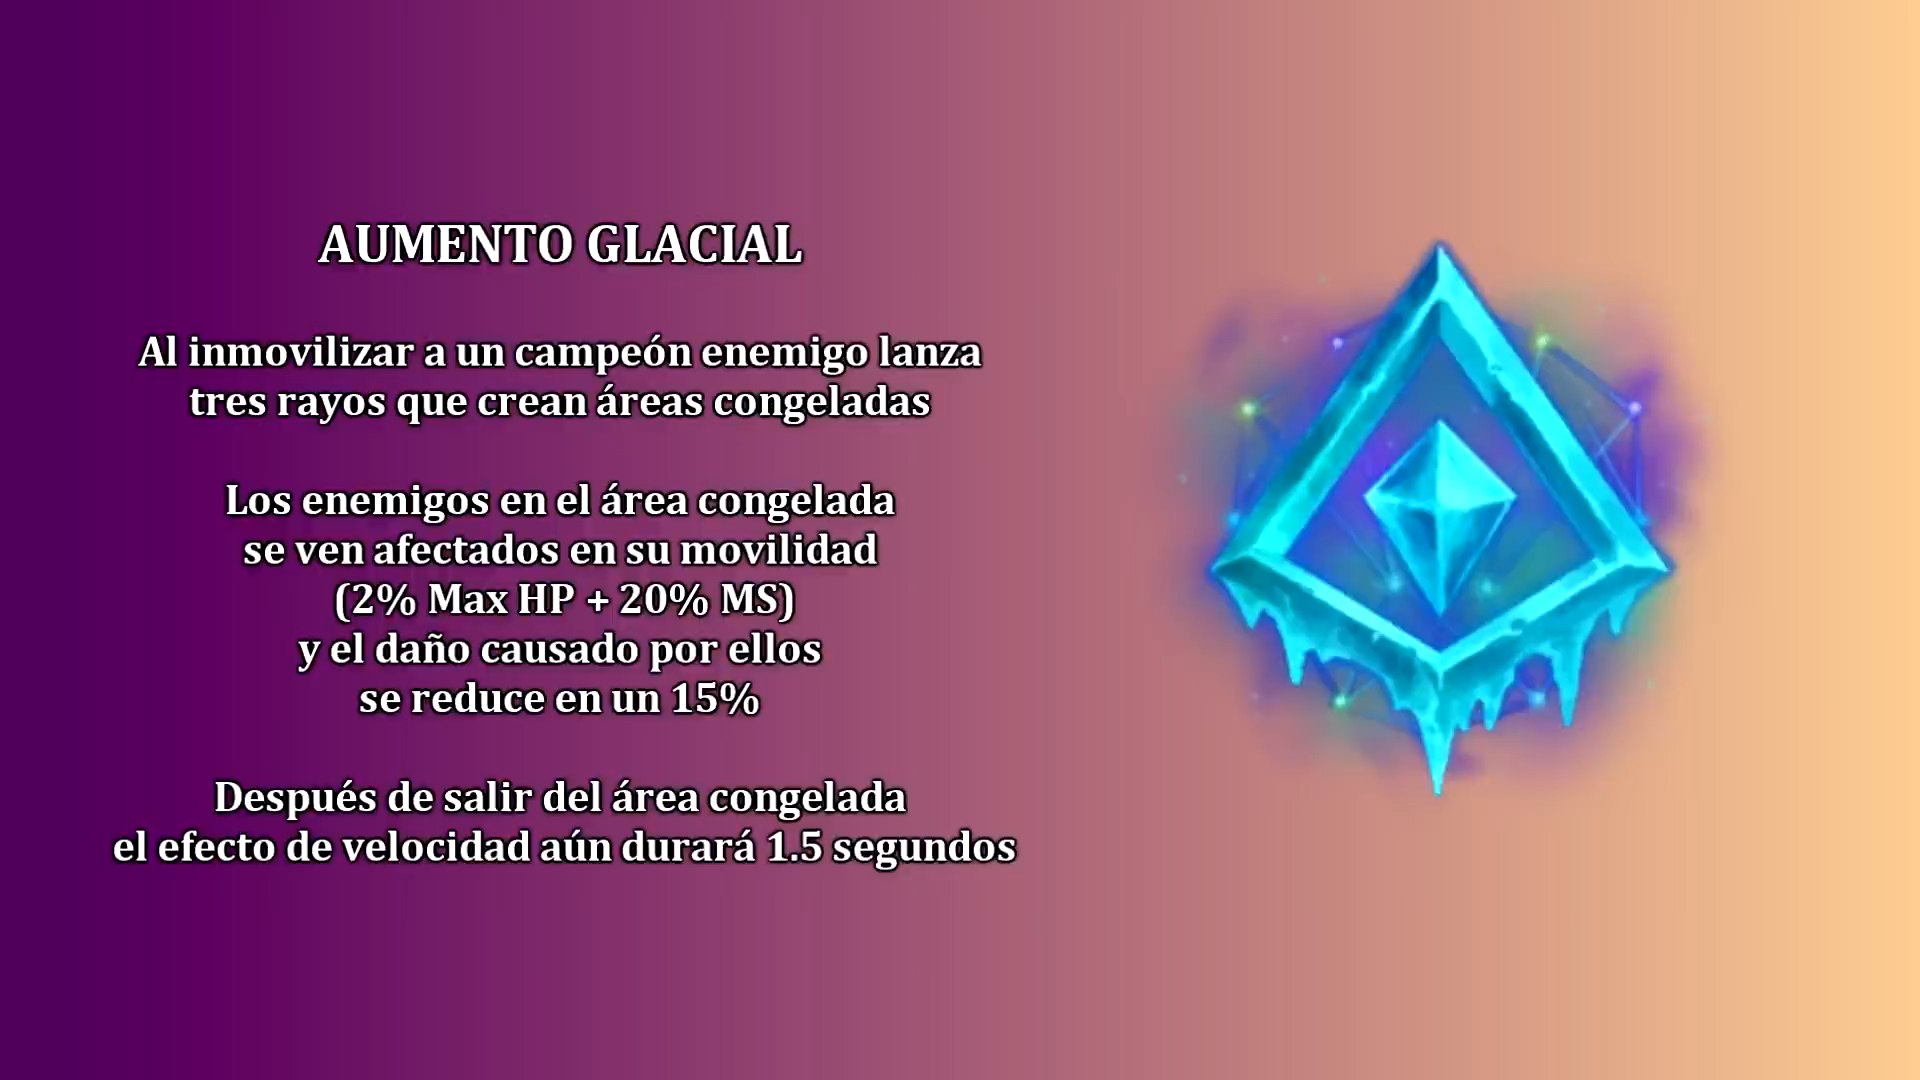 AUMENTO GLACIAL
Al inmovilizar a un campeón enemigo lanza
tres rayos que crean áreas congeladas
Los enemigos en el área congelada
se ven afectados en su movilidad
(2% Max HP + 20% MS)
y el daño causado por ellos
se reduce en un 15%
Después de salir del área congelada
el efecto de velocidad aún durará 1.5 segundos